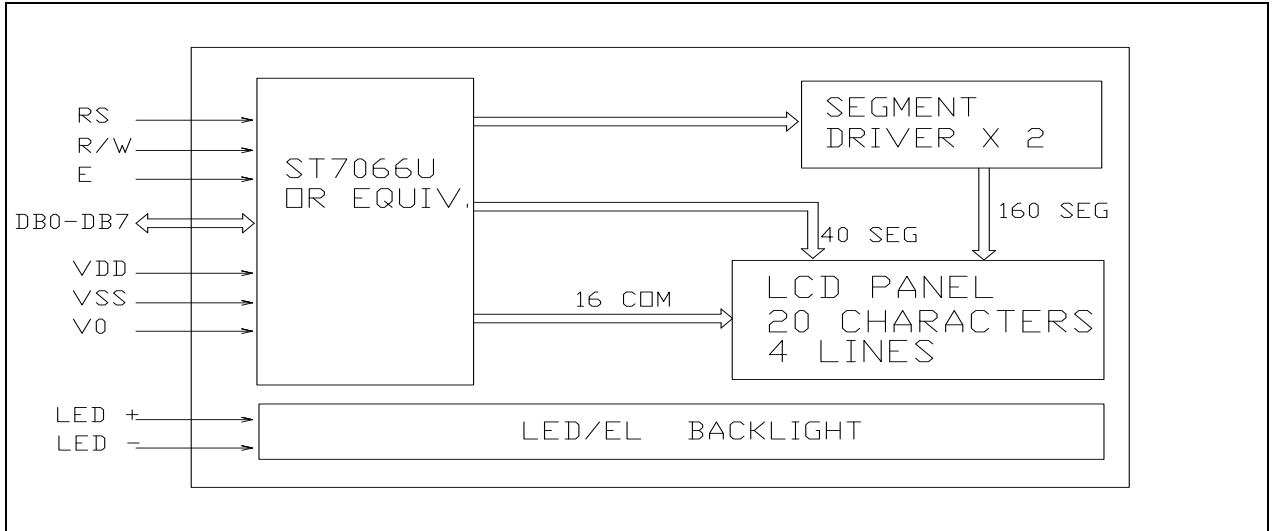 RS
R/W
E
DB0-DB7
VDD
VSS
V0
LED +
LED -
ST7066U
OR EQUIV.
SEGMENT
DRIVER X 2
160 SEG
40 SEG
16 COM
LCD PANEL
20 CHARACTERS
4 LINES
LED/EL BACKLIGHT